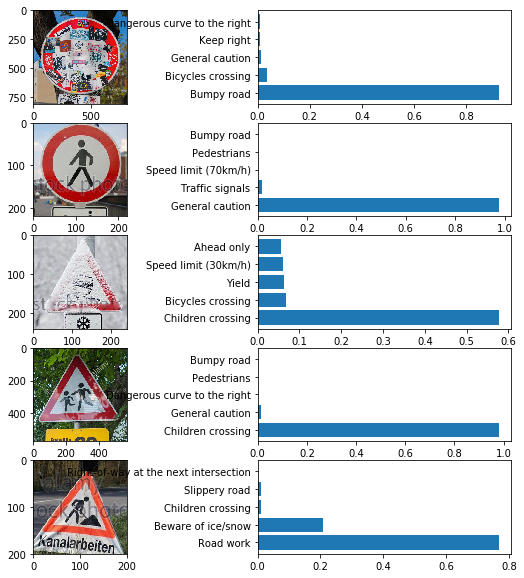 0
250
500
750
0
500
Dangerous curve to the right
Keep right
General caution
Bicycles crossing
Bumpy road
0.0
0.2
0.4
0.6
0.8
0
100
200
0
100
200
Bumpy road
Pedestrians
Speed limit (70km/h)
Traffic signals
General caution
0.0
0.2
0.4
0.6
0.8
1.0
0
100
200
0
100
200
Ahead only
Speed limit (30km/h)
Yield
Bicycles crossing
Children crossing
0.0
0.1
0.2
0.3
0.4
0.5
0.6
0
200
400
0
250
500
Bumpy road
Pedestrians
Dangerous curve to the right
General caution
Children crossing
0.0
0.2
0.4
0.6
0.8
1.0
0
100
200
0
100
200
Kanalarbeiten
Right-of-way at the next intersection
Slippery road
Children crossing
Beware of ice/snow
Road work
0.0
0.2
0.4
0.6
0.8